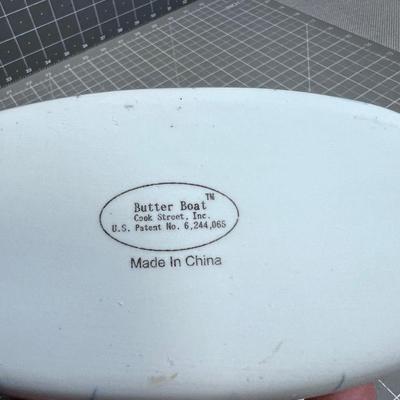 Butter Boat™
Cook Street, Inc.
U.S. Patent No. 6,244,065
Made In China